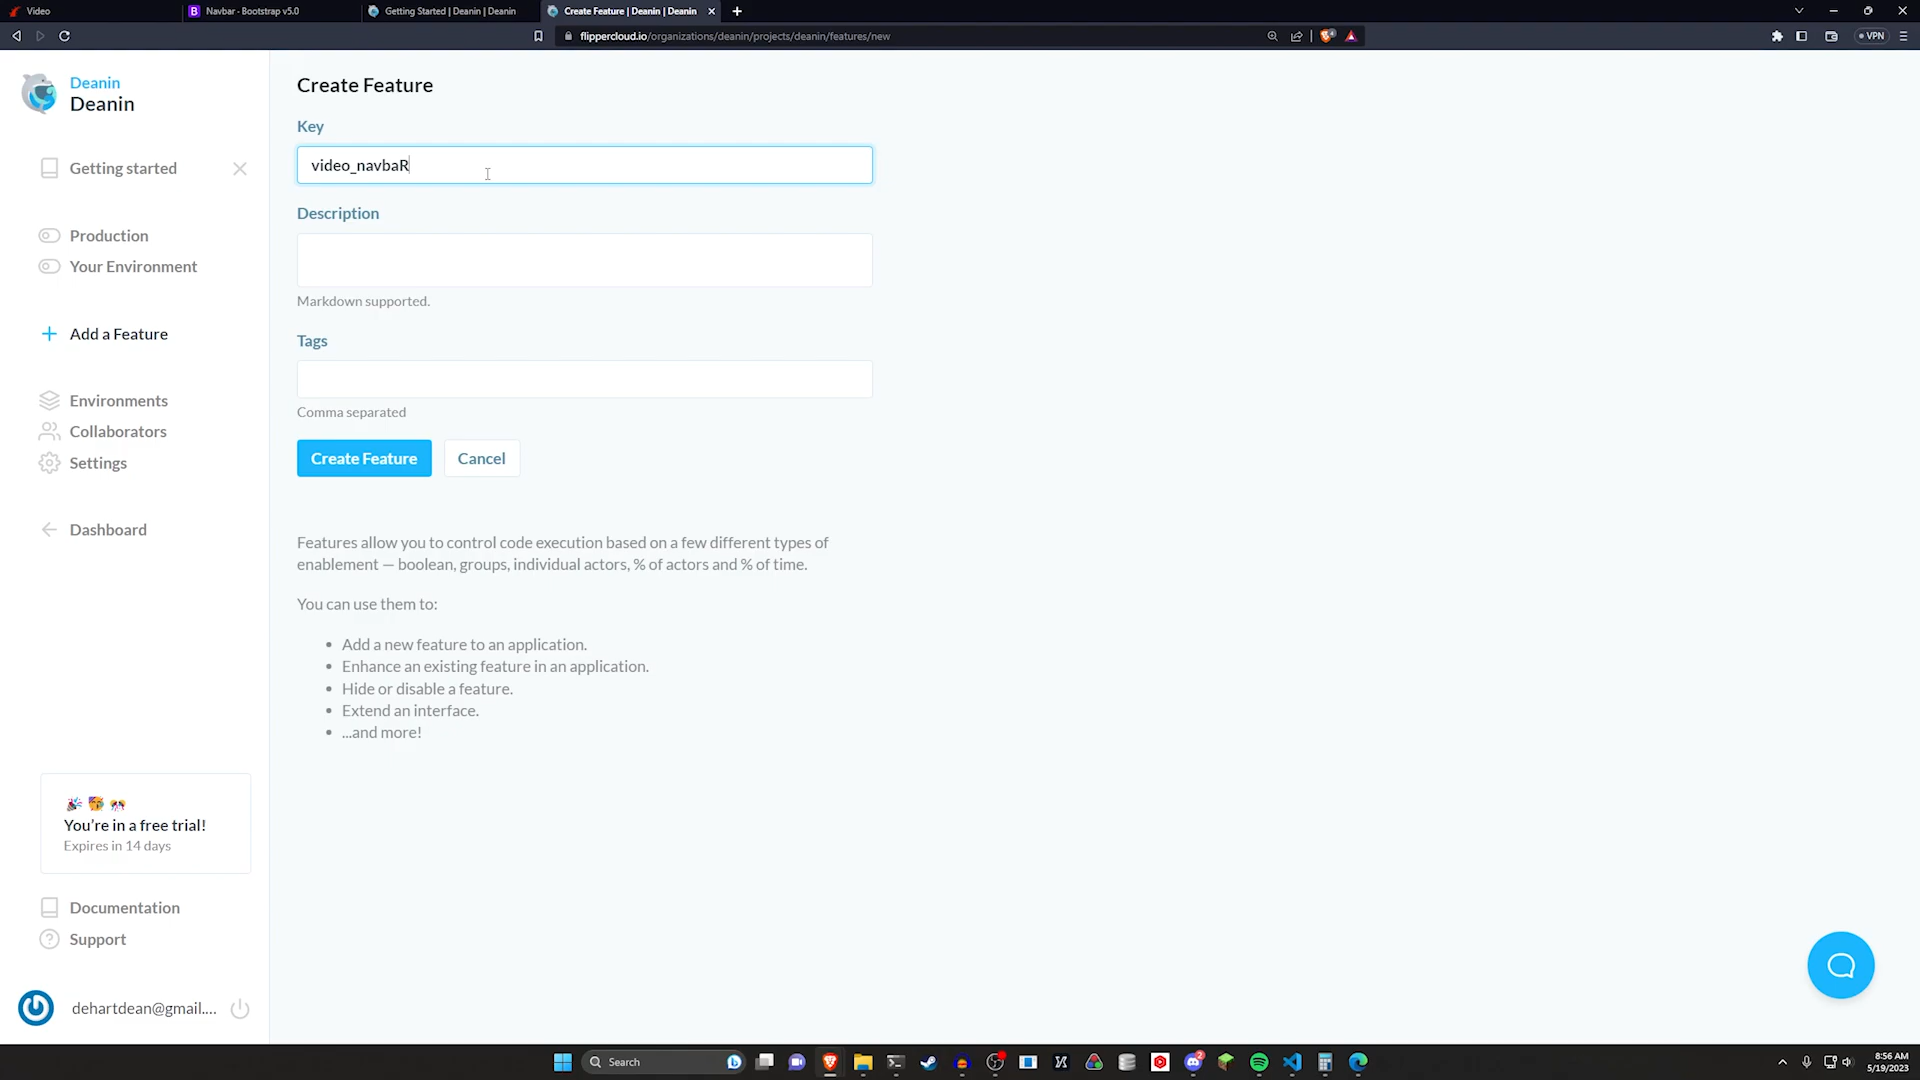 Video
Navbar - Bootstrap v5.0
Getting Started | Deanin | Deanin
Create Feature | Deanin | Deanin
flippercloud.io/organizations/deanin/projects/deanin/features/new
VPN
Deanin
Deanin
Getting started
Production
Your Environment
Add a Feature
Environments
Collaborators
Settings
Dashboard
You're in a free trial!
Expires in 14 days
Documentation
Support
dehartdean@gmail....
Create Feature
Key
video_navbaR
Description
Markdown supported.
Tags
Comma separated
Create Feature
Cancel
Features allow you to control code execution based on a few different types of
enablement — boolean, groups, individual actors, % of actors and % of time.
You can use them to:
• Add a new feature to an application.
• Enhance an existing feature in an application.
• Hide or disable a feature.
• Extend an interface.
• ...and more!
Search
8:56 AM
5/19/2023